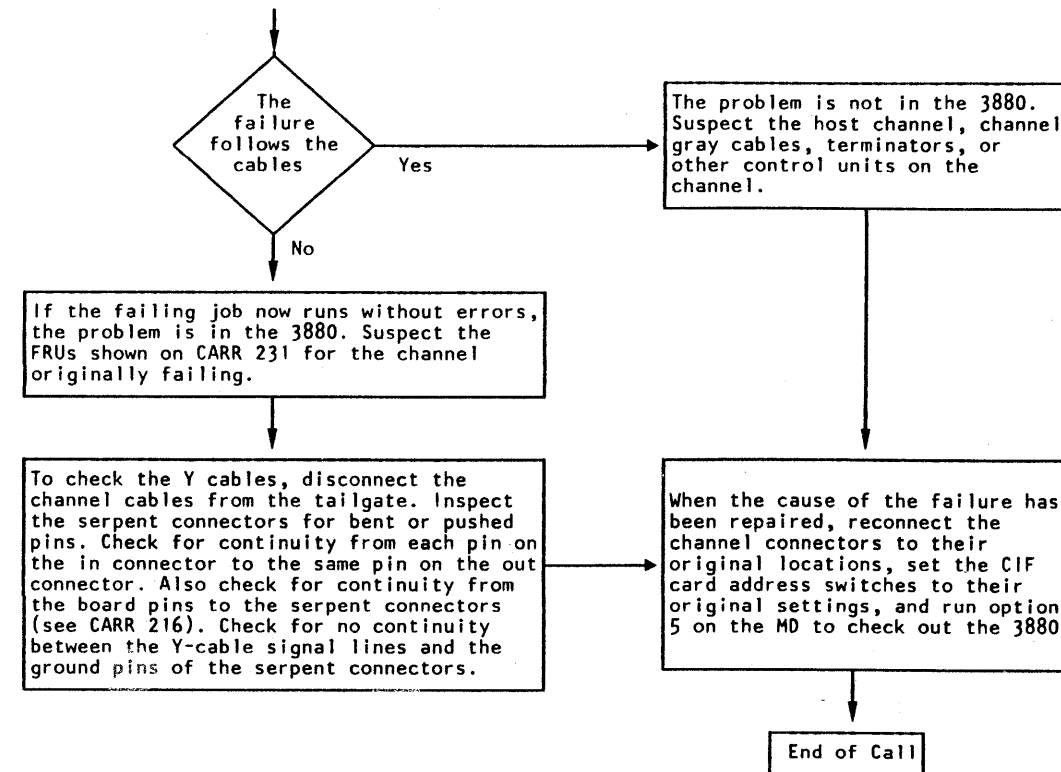 The
failure
follows the
cables
Yes
No
The problem is not in the 3880.
Suspect the host channel, channel
gray cables, terminators, or
other control units on the
channel.
If the failing job now runs without errors,
the problem is in the 3880. Suspect the
FRUs shown on CARR 231 for the channel
originally failing.
To check the Y cables, disconnect the
channel cables from the tailgate. Inspect
the serpent connectors for bent or pushed
pins. Check for continuity from each pin on
the in connector to the same pin on the out
connector. Also check for continuity from
the board pins to the serpent connectors
(see CARR 216). Check for no continuity
between the Y-cable signal lines and the
ground pins of the serpent connectors.
When the cause of the failure has
been repaired, reconnect the
channel connectors to their
original locations, set the CIF
card address switches to their
original settings, and run option
5 on the MD to check out the 3880
End of Call